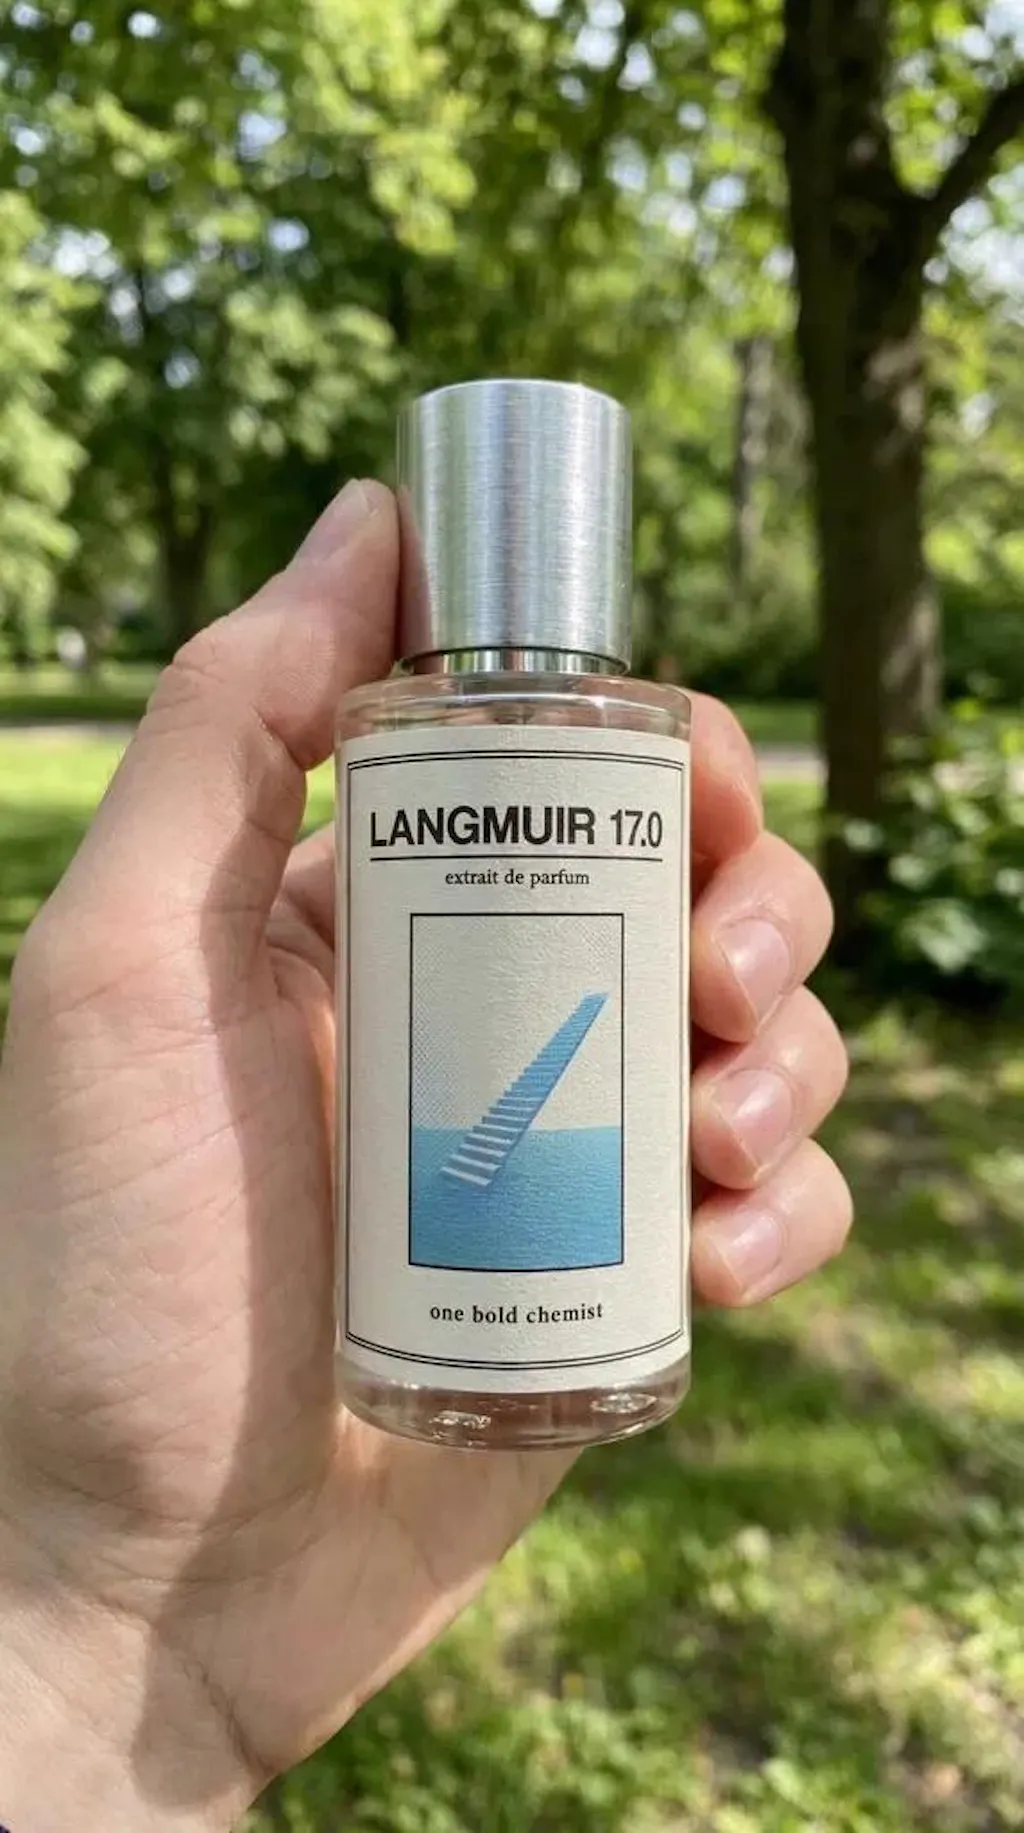 LANGMUIR 17.0
extrait de parfum
one bold chemist